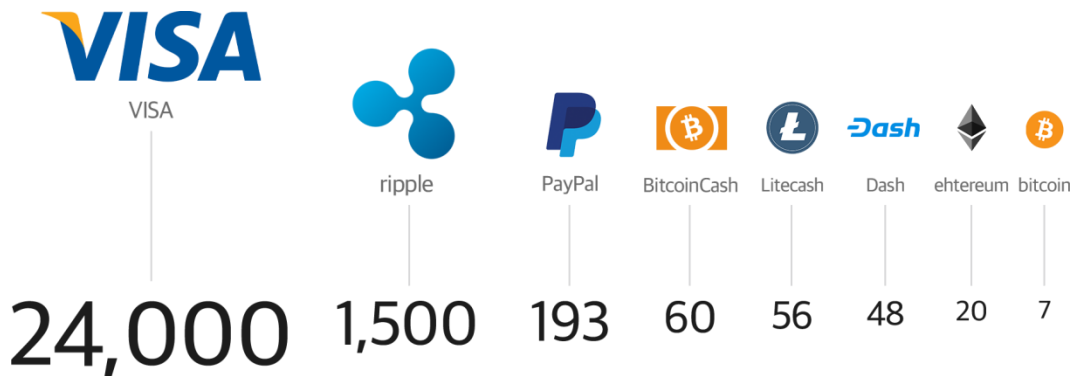 VISA
VISA
ripple
PayPal
BitcoinCash
Litecash
Dash
Dash
ehtereum
bitcoin
24,000
1,500
193
60
56
48
20
7